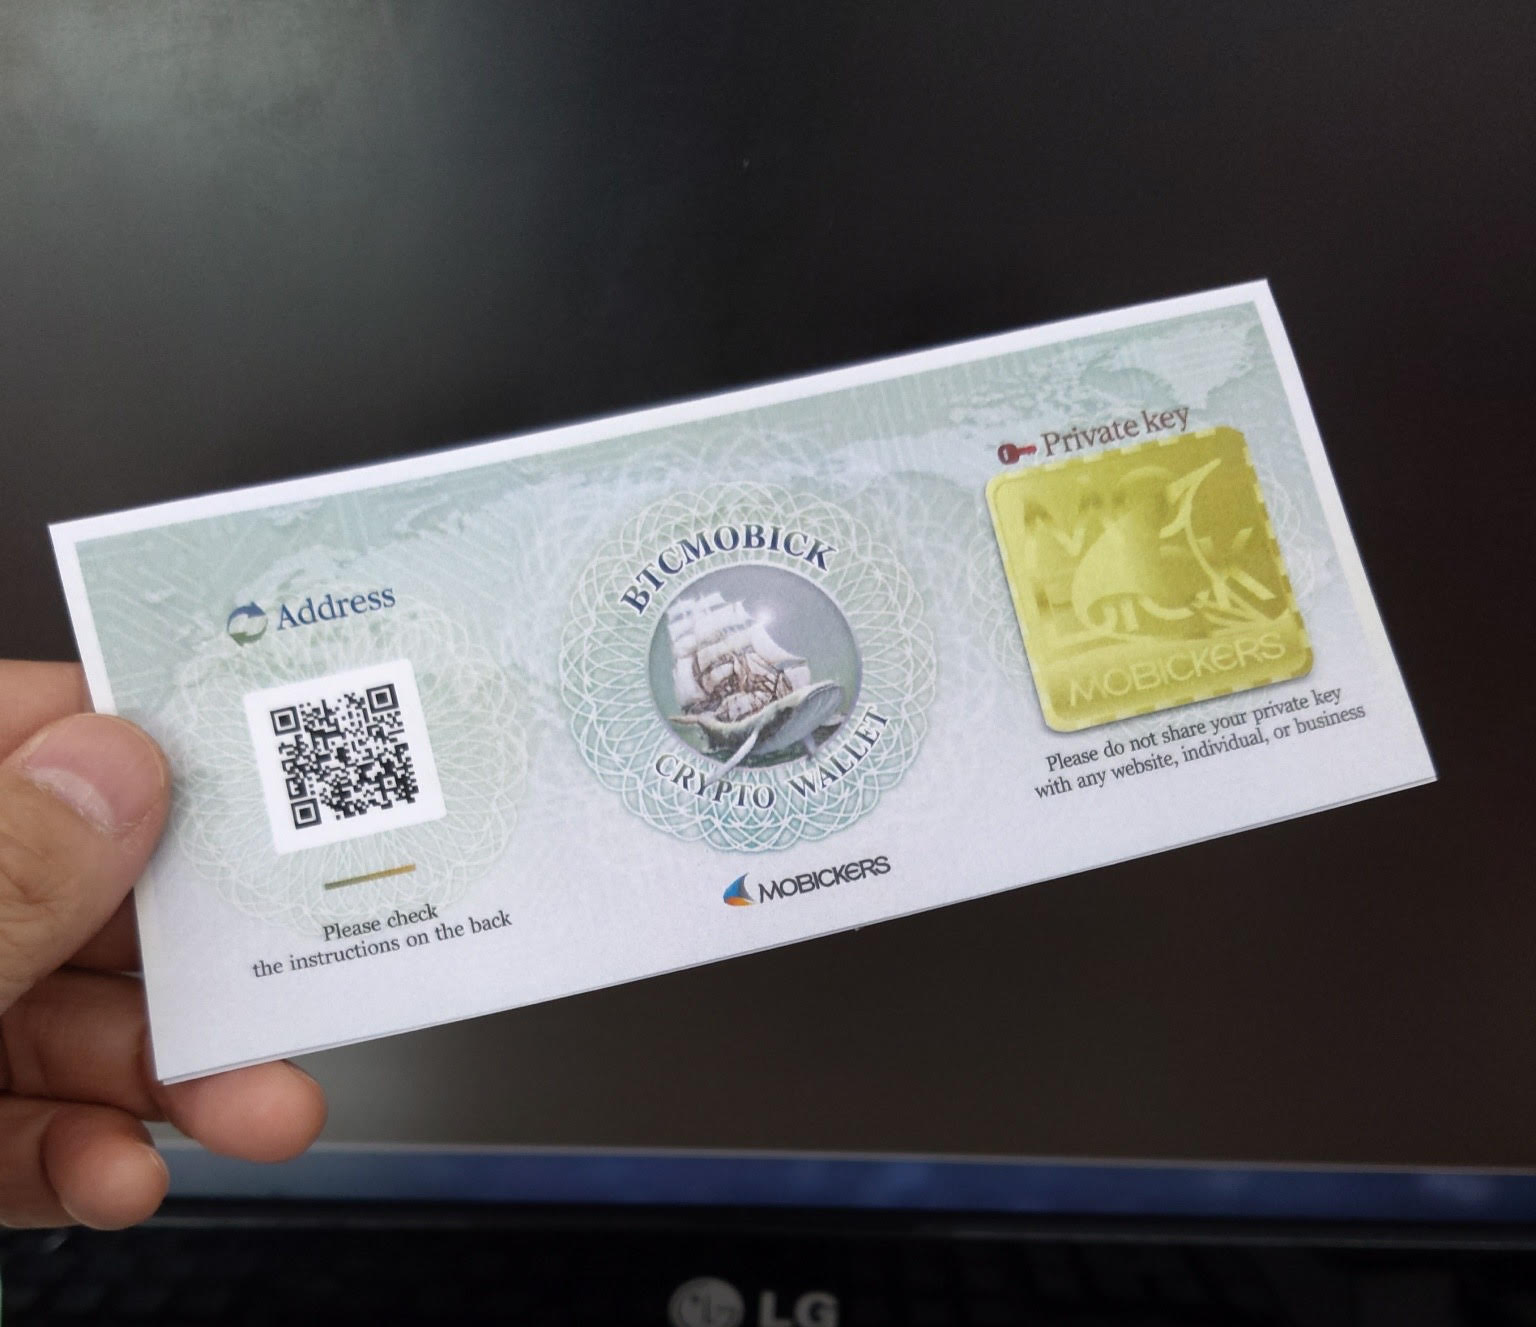 Address
Please check
the instructions on the back
BTCMOBICK
CRYPTO WALLET
MOBICKERS
Private key
MOBICKERS
Please do not share your private key
with any website, individual, or business
LG